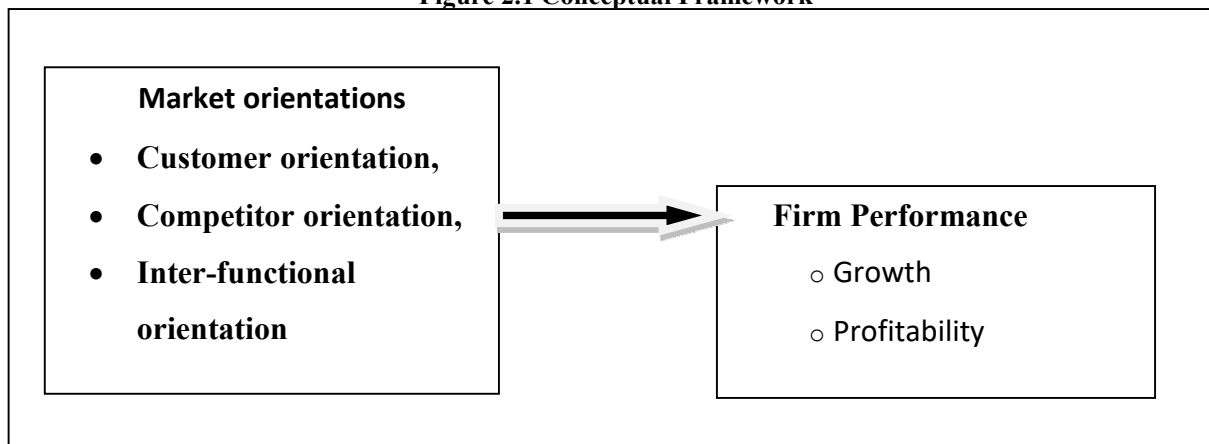 Figure 2.1 Conceptual Framework
Market orientations
• Customer orientation,
• Competitor orientation,
• Inter-functional
orientation
Firm Performance
o Growth
o Profitability